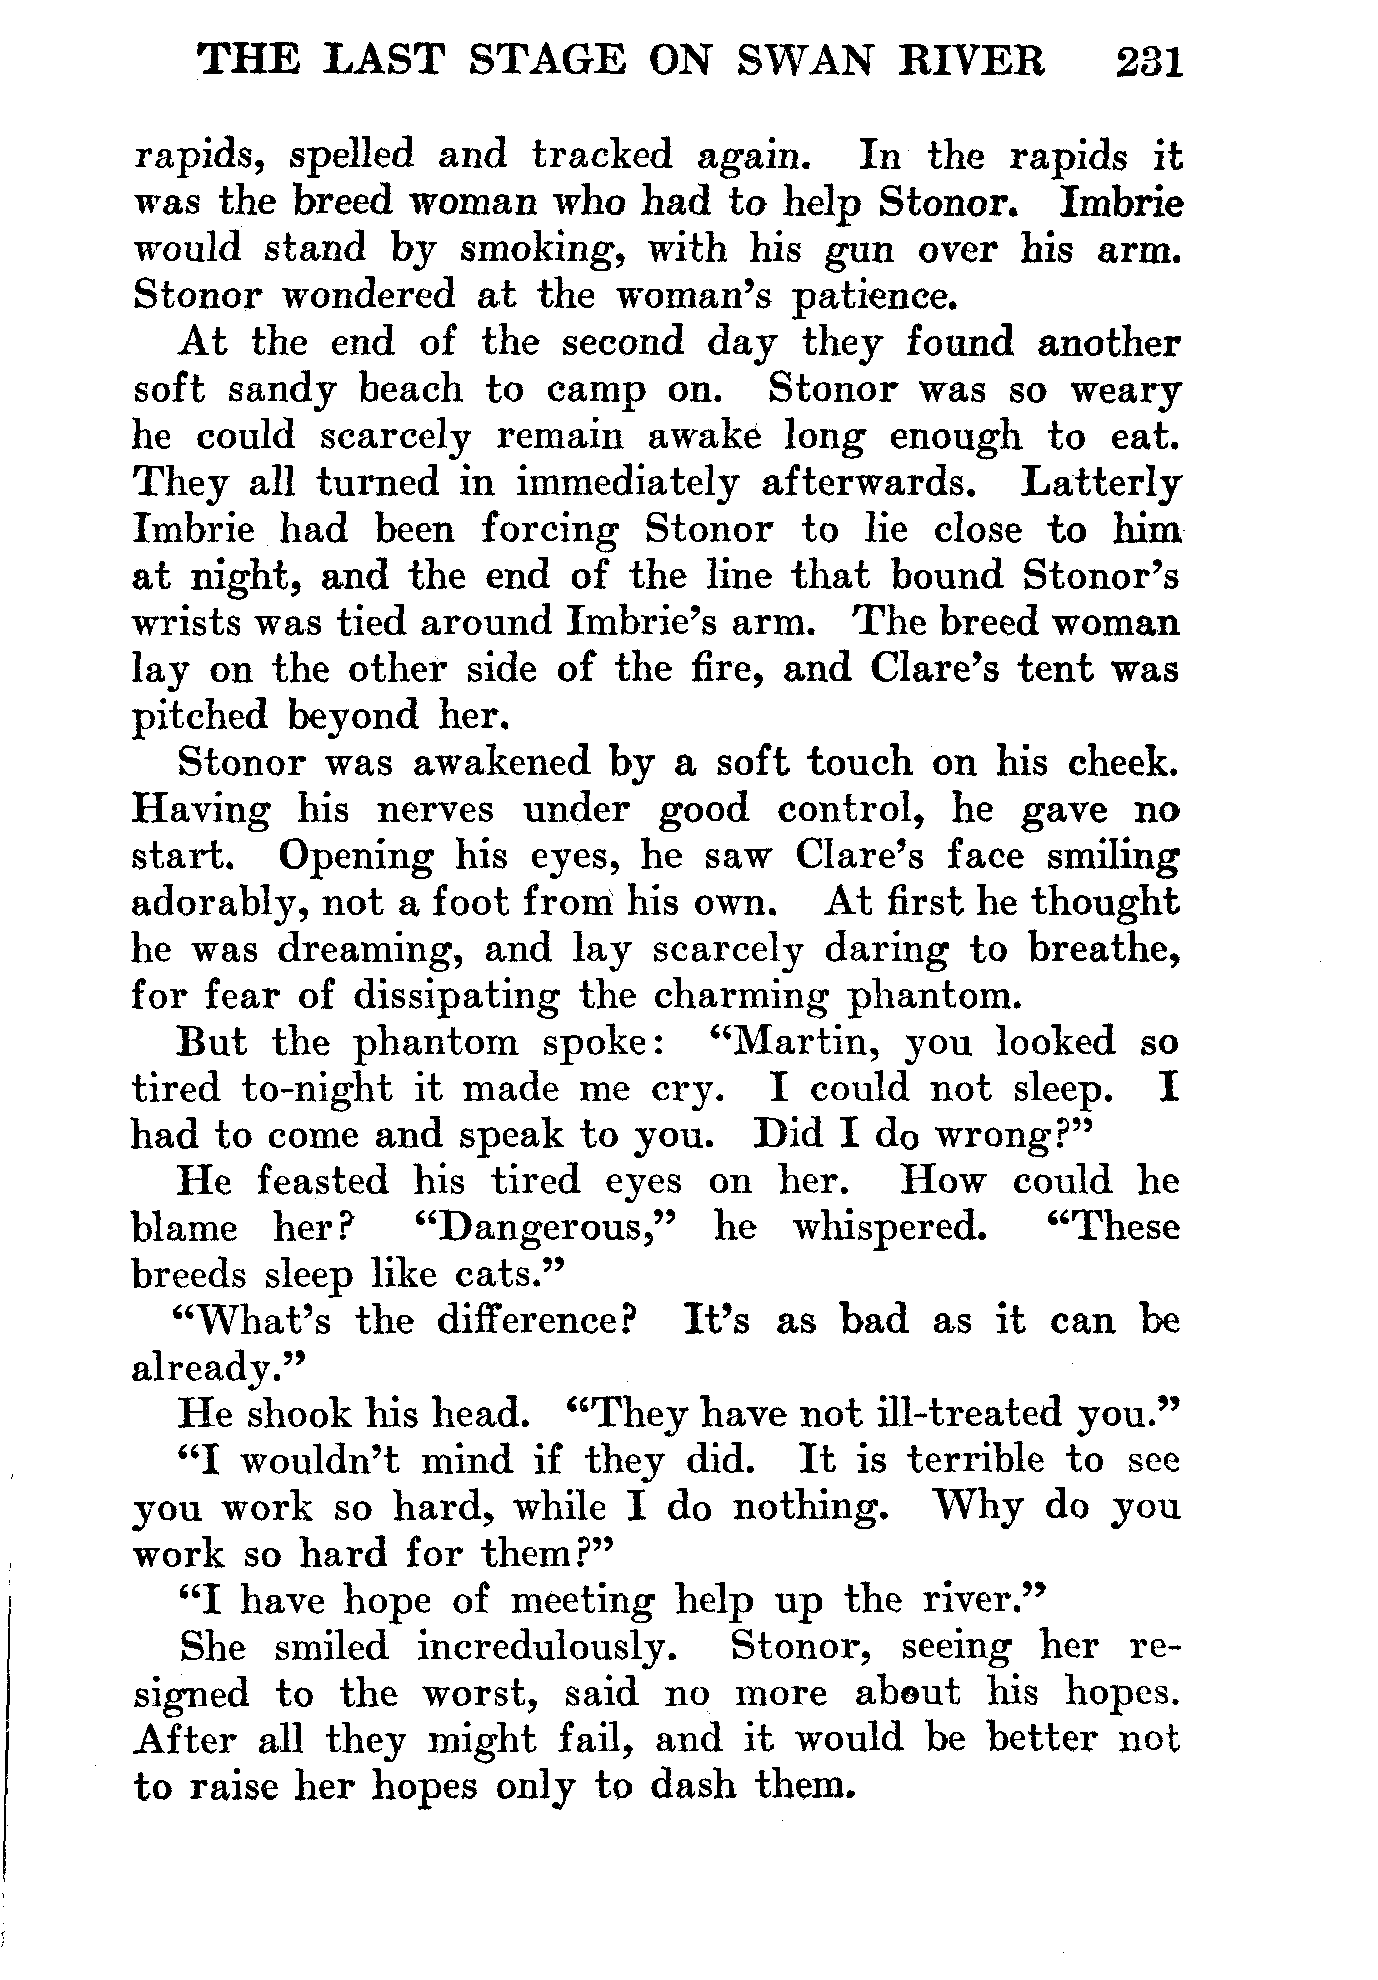 THE LAST STAGE ON SWAN RIVER 231
rapids, spelled and tracked again. In the rapids it
was the breed woman who had to help Stonor. Imbrie
would stand by smoking, with his gun over his arm.
Stonor wondered at the woman's patience.
At the end of the second day they found another
soft sandy beach to camp on. Stonor was so weary
he could scarcely remain awake long enough to eat.
They all turned in immediately afterwards. Latterly
Imbrie had been forcing Stonor to lie close to him
at night, and the end of the line that bound Stonor's
wrists was tied around Imbrie's arm. The breed woman
lay on the other side of the fire, and Clare's tent was
pitched beyond her.
Stonor was awakened by a soft touch on his cheek.
Having his nerves under good control, he gave no
start. Opening his eyes, he saw Clare's face smiling
adorably, not a foot from his own. At first he thought
he was dreaming, and lay scarcely daring to breathe,
for fear of dissipating the charming phantom.
But the phantom spoke: “Martin, you looked so
tired to-night it made me cry. I could not sleep. I
had to come and speak to you. Did I do wrong?”
He feasted his tired eyes on her. How could he
blame her? “Dangerous,” he whispered. “These
breeds sleep like cats.”
“What's the difference? It's as bad as it can be
already.”
He shook his head. “They have not ill-treated you.”
“I wouldn't mind if they did. It is terrible to see
you work so hard, while I do nothing. Why do you
work so hard for them?”
“I have hope of meeting help up the river.”
She smiled incredulously. Stonor, seeing her re-
signed to the worst, said no more about his hopes.
After all they might fail, and it would be better not
to raise her hopes only to dash them.